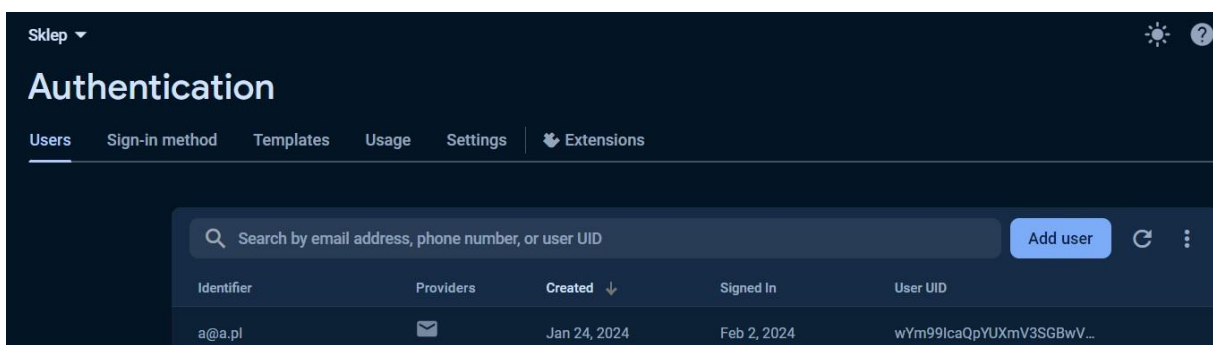 Sklep
Authentication
Users Sign-in method Templates Usage Settings Extensions
Search by email address, phone number, or user UID Add user
Identifier Providers Created Signed In User UID
a@a.pl Jan 24, 2024 Feb 2, 2024 wYm99IcaQpYUXmV3SGBwV...